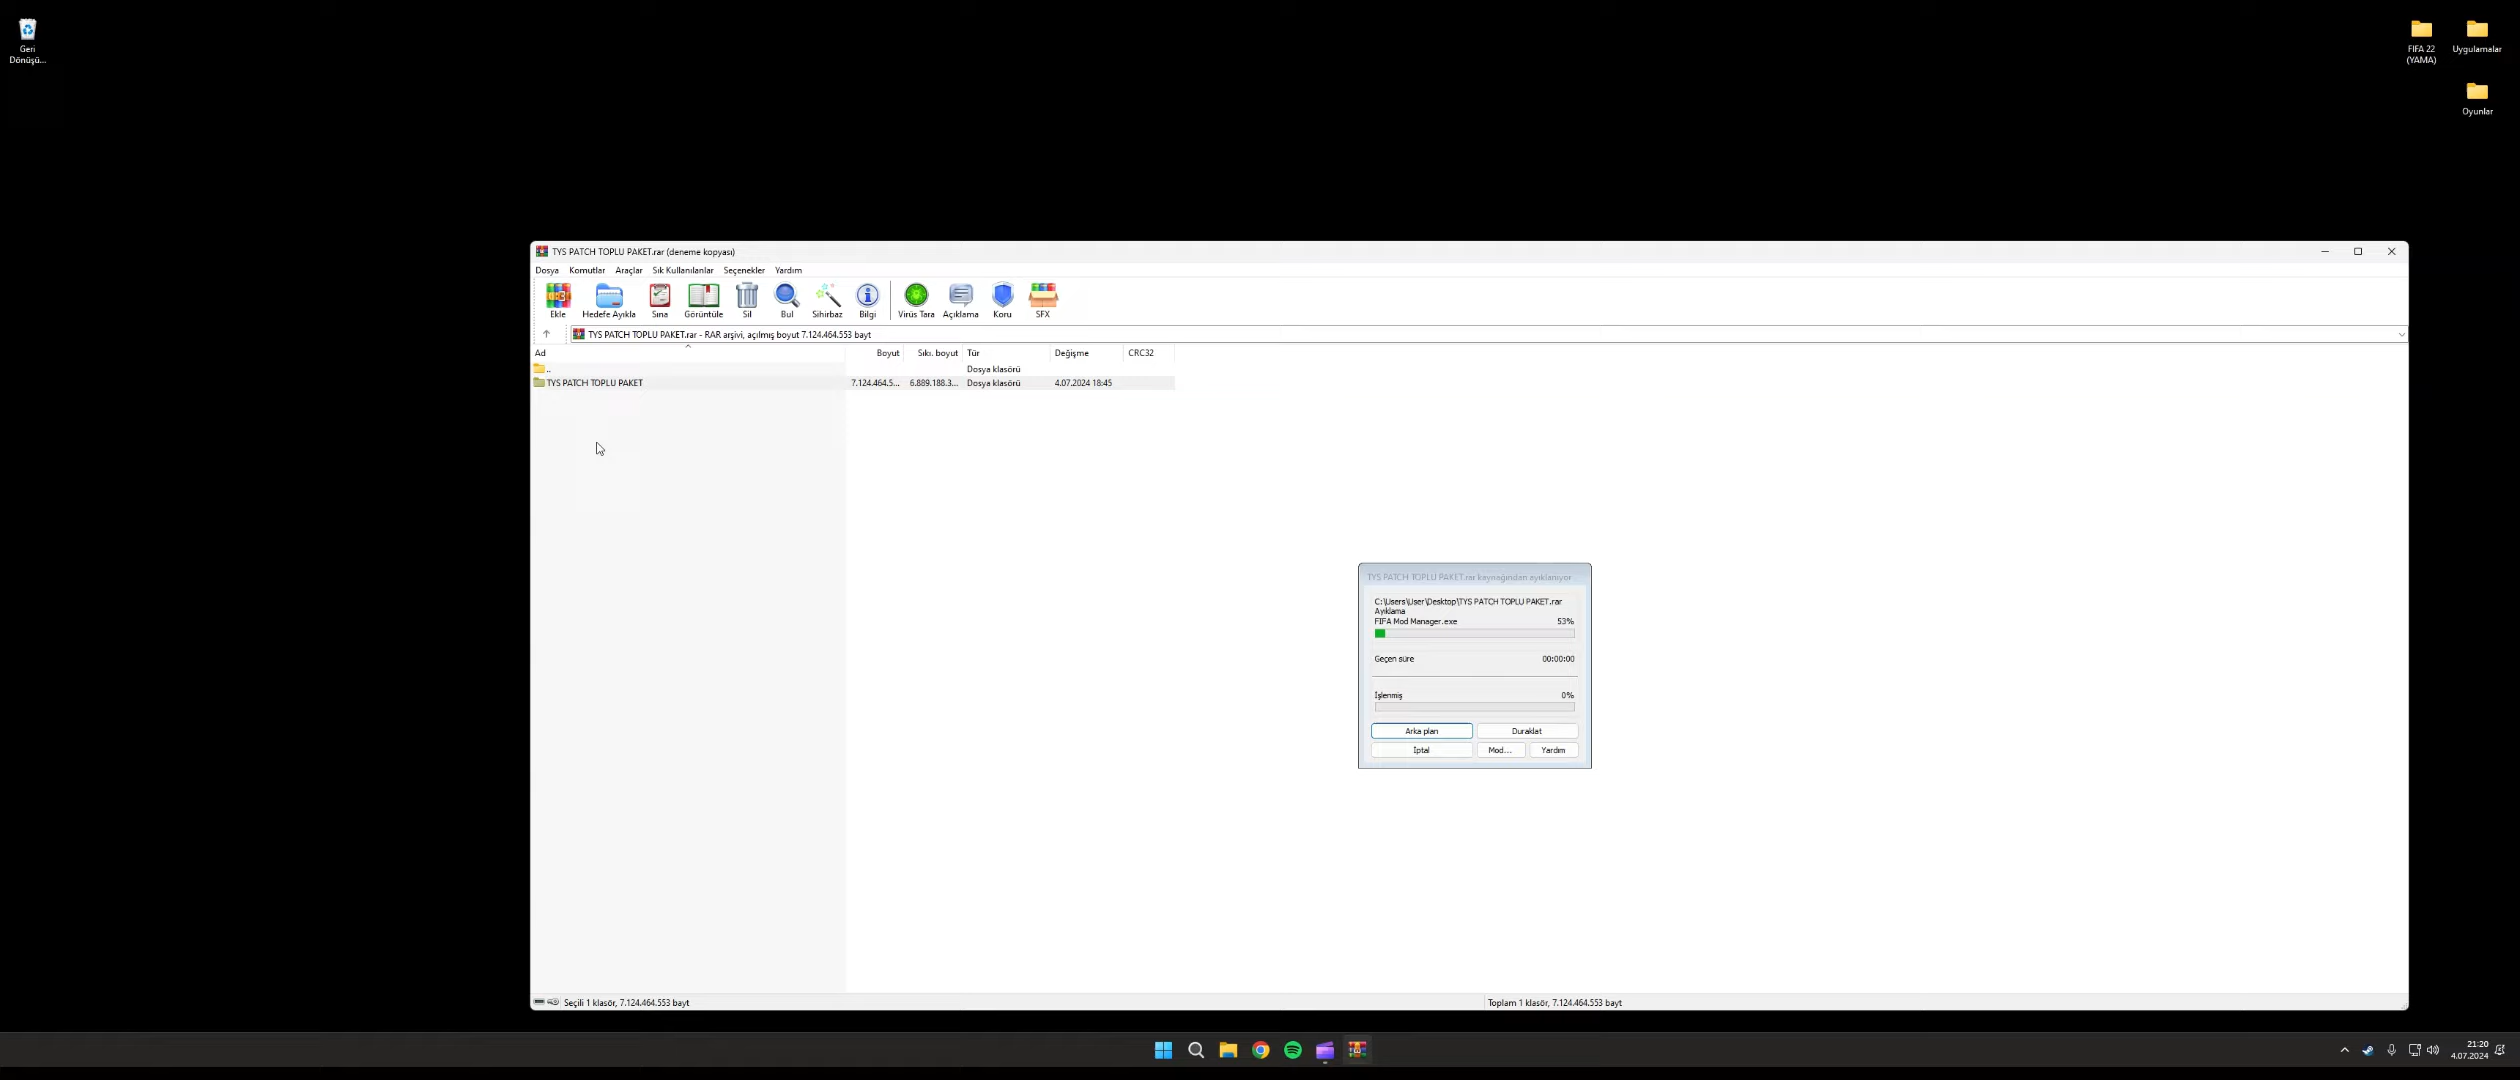 Geri
Dönüşü...
FIFA 22
(YAMA)
Uygulamalar
Oyunlar
TYS PATCH TOPLU PAKET.rar (deneme kopyası)
Dosya Komutlar Araçlar Sık Kullanılanlar Seçenekler Yardım
Ekle Hedefe Ayıkla Sına Görüntüle Sil Bul Sihirbaz Bilgi Virüs Tara Açıklama Koru SFX
TYS PATCH TOPLU PAKET.rar - RAR arşivi, açılmış boyut 7.124.464.553 bayt
Ad Boyut Sıkı. boyut Tür Değişme CRC32
.. Dosya klasörü
TYS PATCH TOPLU PAKET 7.124.464.5... 6.889.188.3... Dosya klasörü 4.07.2024 18:45
TYS PATCH TOPLU PAKET.rar kaynağından ayıklanıyor
C:\Users\User\Desktop\TYS PATCH TOPLU PAKET.rar
Ayıklama
FIFA Mod Manager.exe 53%
Geçen süre 00:00:00
İşlenmiş 0%
Arka plan Duraklat
İptal Mod... Yardım
Seçili 1 klasör, 7.124.464.553 bayt Toplam 1 klasör, 7.124.464.553 bayt
21:20
4.07.2024